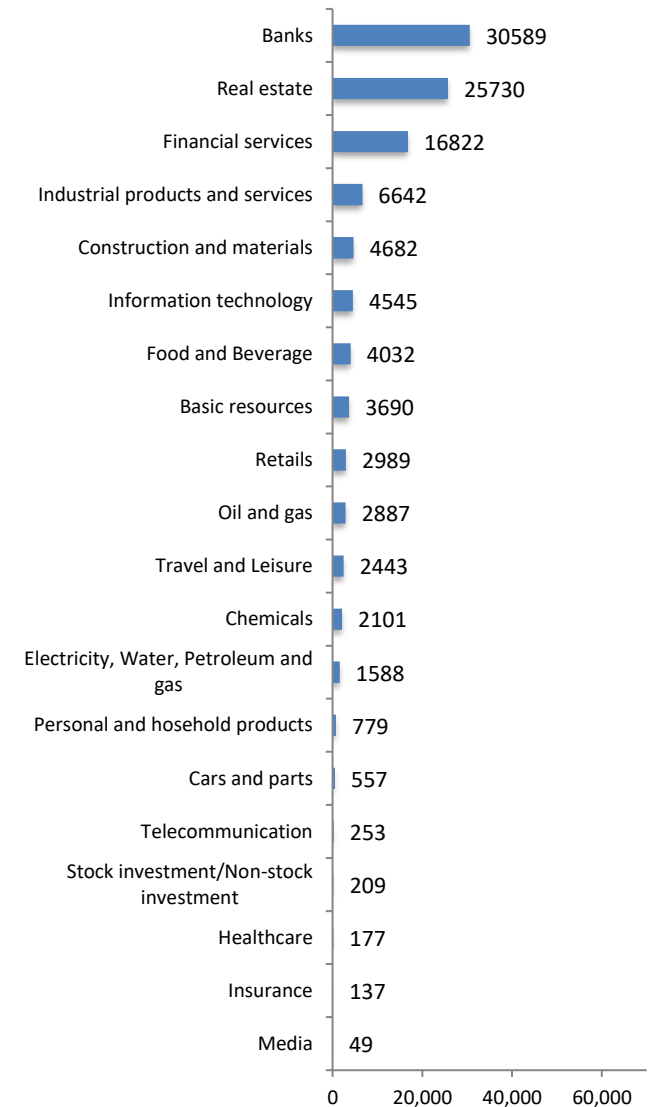 Banks 30589
Real estate 25730
Financial services 16822
Industrial products and services 6642
Construction and materials 4682
Information technology 4545
Food and Beverage 4032
Basic resources 3690
Retails 2989
Oil and gas 2887
Travel and Leisure 2443
Chemicals 2101
Electricity, Water, Petroleum and
gas 1588
Personal and hosehold products 779
Cars and parts 557
Telecommunication 253
Stock investment/Non-stock
investment 209
Healthcare 177
Insurance 137
Media 49
0 20,000 40,000 60,000